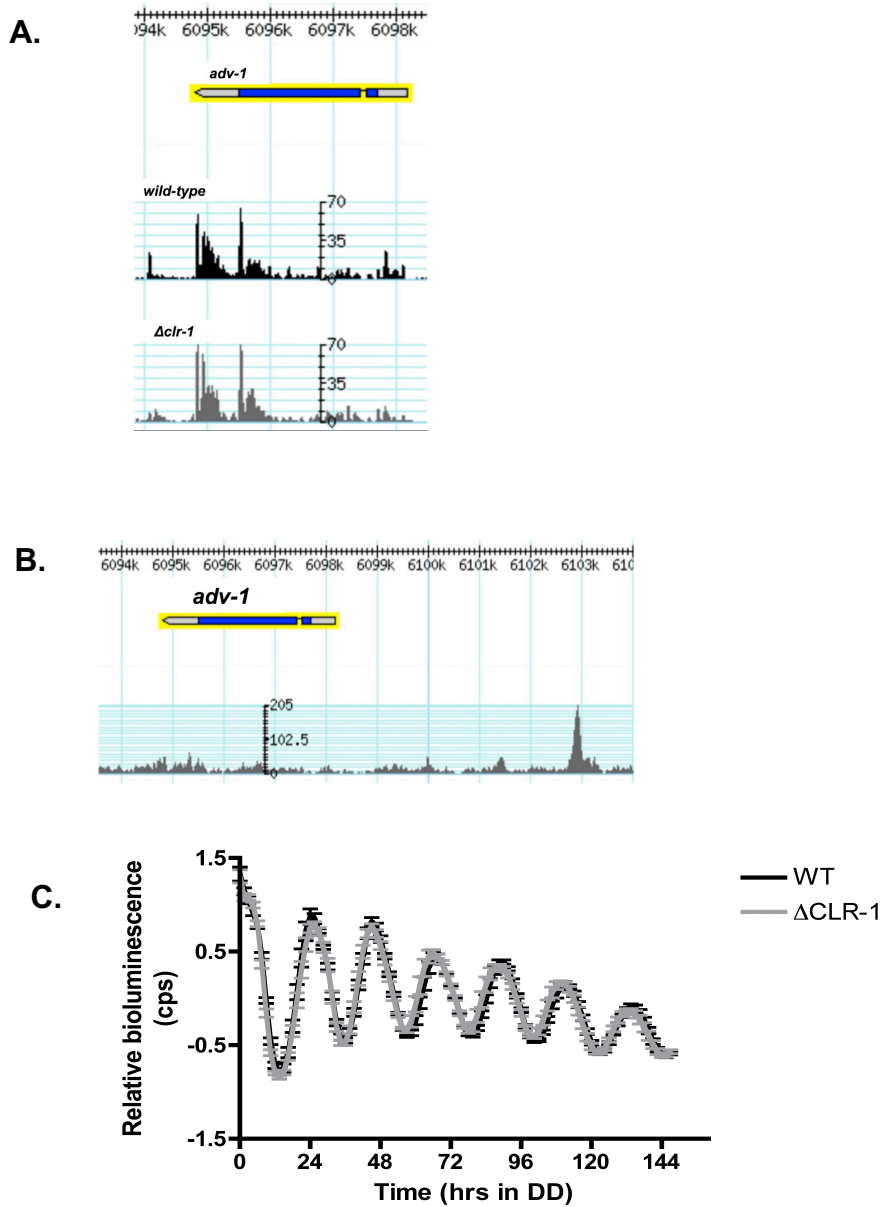 A.
)94k 6095k 6096k 6097k 6098k
adv-1
wild-type
70
35
0
Δclr-1
70
35
0
B.
6094k 6095k 6096k 6097k 6098k 6099k 6100k 6101k 6102k 6103k 610
adv-1
205
102.5
0
C.
Relative bioluminescence
(cps)
1.5
0.5
-0.5
-1.5
0 24 48 72 96 120 144
Time (hrs in DD)
WT
ΔCLR-1